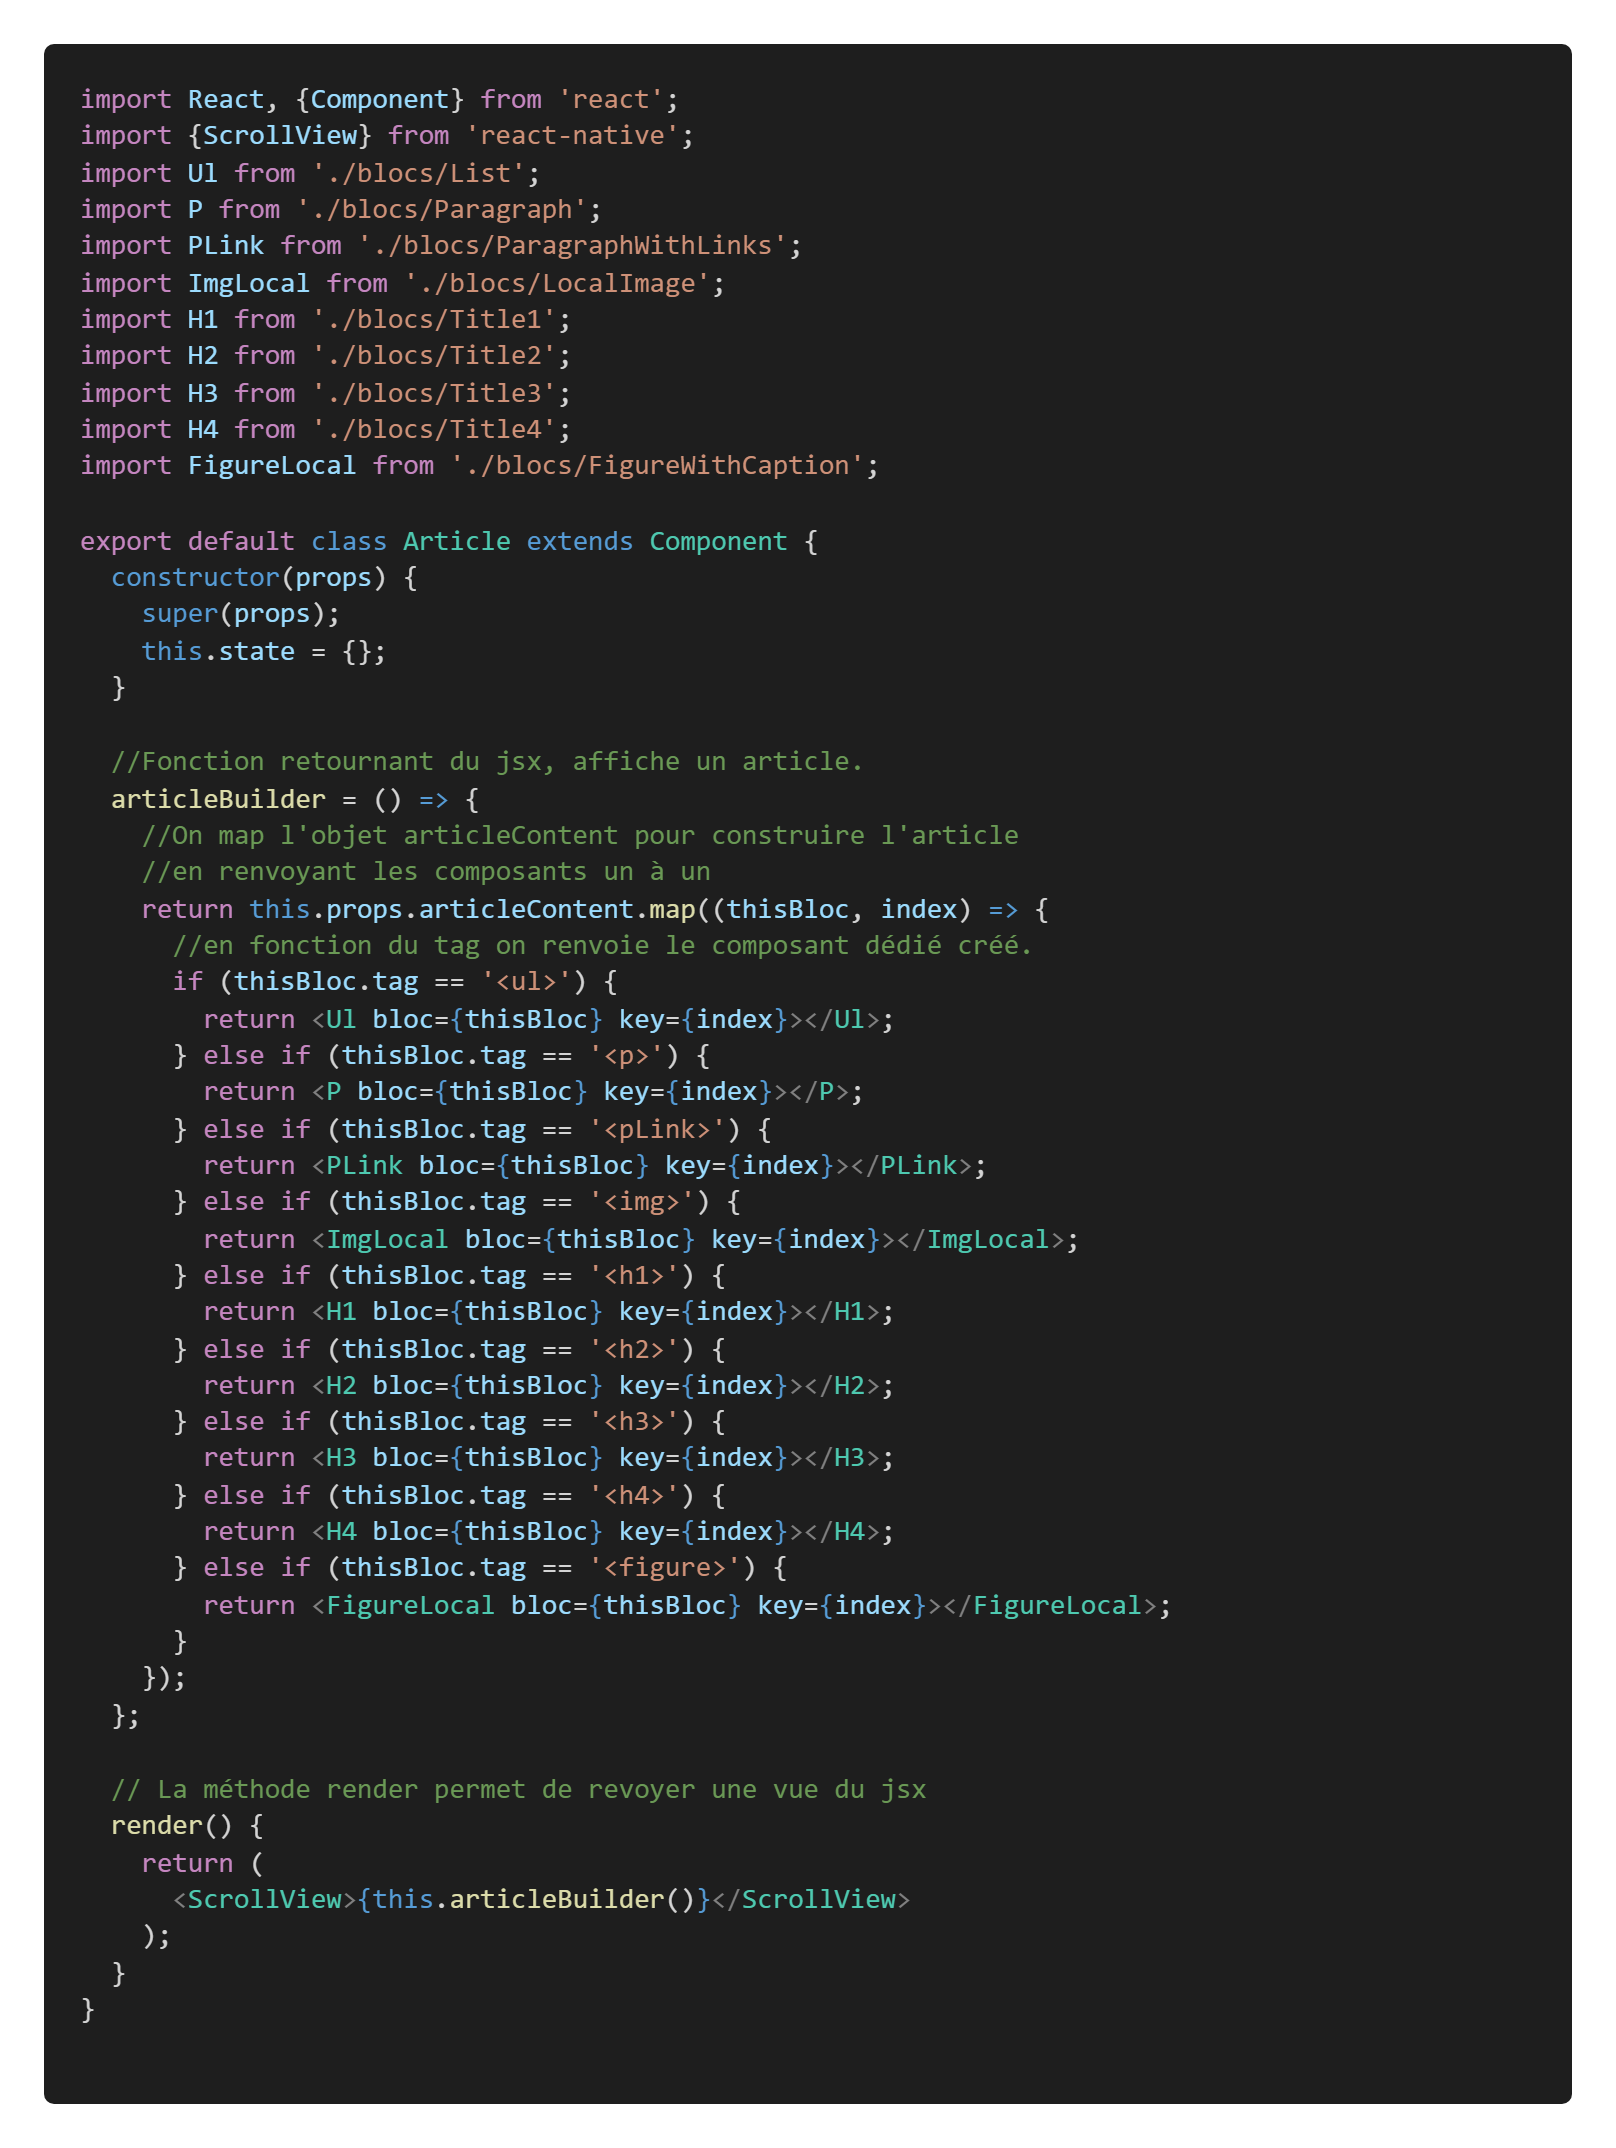 import React, {Component} from 'react';
import {ScrollView} from 'react-native';
import Ul from './blocs/List';
import P from './blocs/Paragraph';
import PLink from './blocs/ParagraphWithLinks';
import ImgLocal from './blocs/LocalImage';
import H1 from './blocs/Title1';
import H2 from './blocs/Title2';
import H3 from './blocs/Title3';
import H4 from './blocs/Title4';
import FigureLocal from './blocs/FigureWithCaption';

export default class Article extends Component {
  constructor(props) {
    super(props);
    this.state = {};
  }

  //Fonction retournant du jsx, affiche un article.
  articleBuilder = () => {
    //On map l'objet articleContent pour construire l'article
    //en renvoyant les composants un à un
    return this.props.articleContent.map((thisBloc, index) => {
      //en fonction du tag on renvoie le composant dédié créé.
      if (thisBloc.tag == '<ul>') {
        return <Ul bloc={thisBloc} key={index}></Ul>;
      } else if (thisBloc.tag == '<p>') {
        return <P bloc={thisBloc} key={index}></P>;
      } else if (thisBloc.tag == '<pLink>') {
        return <PLink bloc={thisBloc} key={index}></PLink>;
      } else if (thisBloc.tag == '<img>') {
        return <ImgLocal bloc={thisBloc} key={index}></ImgLocal>;
      } else if (thisBloc.tag == '<h1>') {
        return <H1 bloc={thisBloc} key={index}></H1>;
      } else if (thisBloc.tag == '<h2>') {
        return <H2 bloc={thisBloc} key={index}></H2>;
      } else if (thisBloc.tag == '<h3>') {
        return <H3 bloc={thisBloc} key={index}></H3>;
      } else if (thisBloc.tag == '<h4>') {
        return <H4 bloc={thisBloc} key={index}></H4>;
      } else if (thisBloc.tag == '<figure>') {
        return <FigureLocal bloc={thisBloc} key={index}></FigureLocal>;
      }
    });
  };

  // La méthode render permet de revoyer une vue du jsx
  render() {
    return (
      <ScrollView>{this.articleBuilder()}</ScrollView>
    );
  }
}